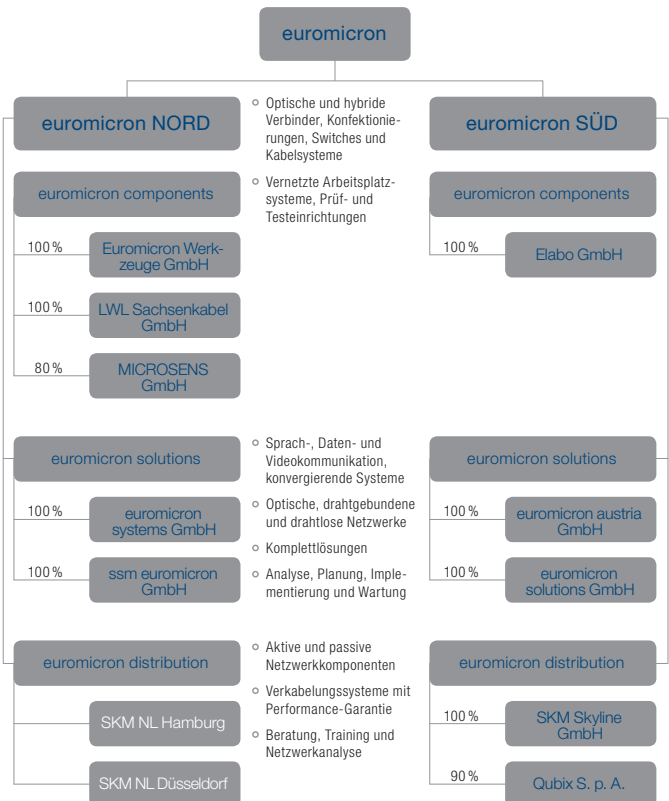 euromicron
euromicron NORD
euromicron components
100 %
Euromicron Werk-
zeuge GmbH
100 %
LWL Sachsenkabel
GmbH
80 %
MICROSENS
GmbH
euromicron solutions
100 %
euromicron
systems GmbH
100 %
ssm euromicron
GmbH
euromicron distribution
SKM NL Hamburg
SKM NL Düsseldorf
Optische und hybride
Verbinder, Konfektionie-
rungen, Switches und
Kabelsysteme
Vernetzte Arbeitsplatz-
systeme, Prüf- und
Testeinrichtungen
Sprach-, Daten- und
Videokommunikation,
konvergierende Systeme
Optische, drahtgebundene
und drahtlose Netzwerke
Komplettlösungen
Analyse, Planung, Imple-
mentierung und Wartung
Aktive und passive
Netzwerkkomponenten
Verkabelungssysteme mit
Performance-Garantie
Beratung, Training und
Netzwerkanalyse
euromicron SÜD
euromicron components
100 %
Elabo GmbH
euromicron solutions
100 %
euromicron austria
GmbH
100 %
euromicron
solutions GmbH
euromicron distribution
100 %
SKM Skyline
GmbH
90 %
Qubix S. p. A.